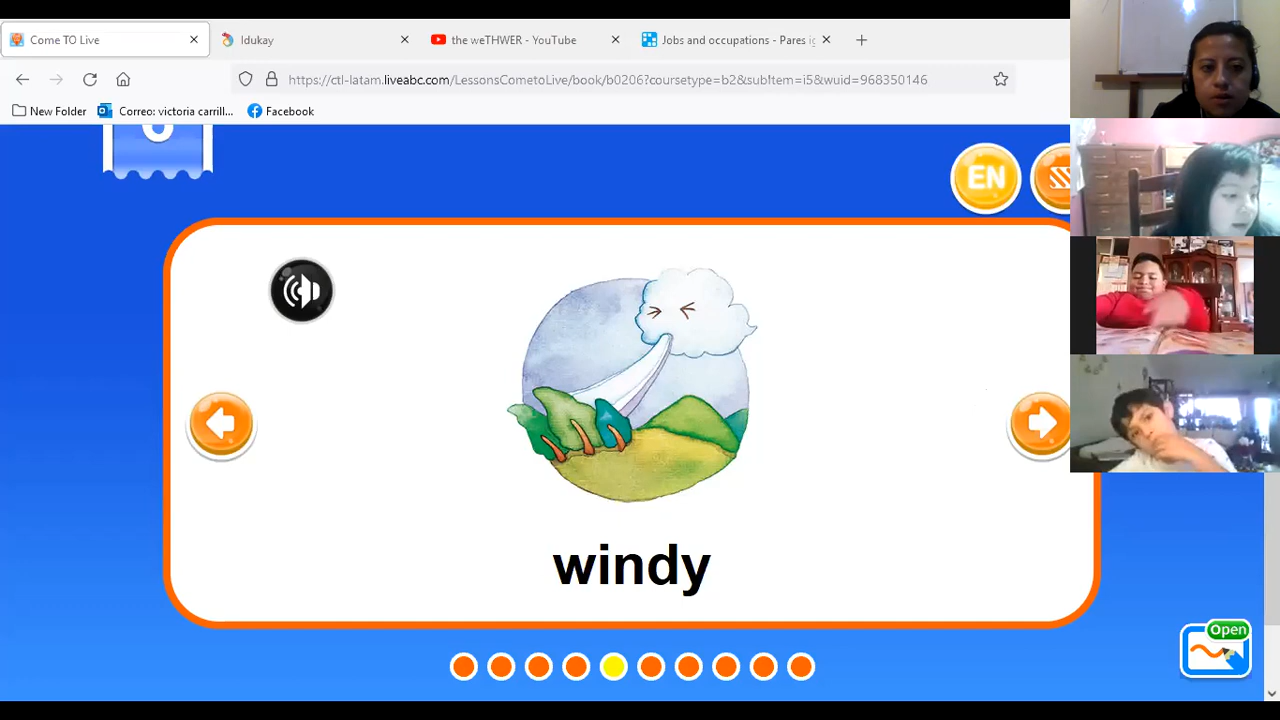 Come TO Live
Idukay
the weTHWER - YouTube
Jobs and occupations - Pares ig
https://ctl-latam.liveabc.com/LessonsCometoLive/book/b0206?coursetype=b2&subItem=i5&wuid=968350146
New Folder
Correo: victoria carrill...
Facebook
EN
windy
Open